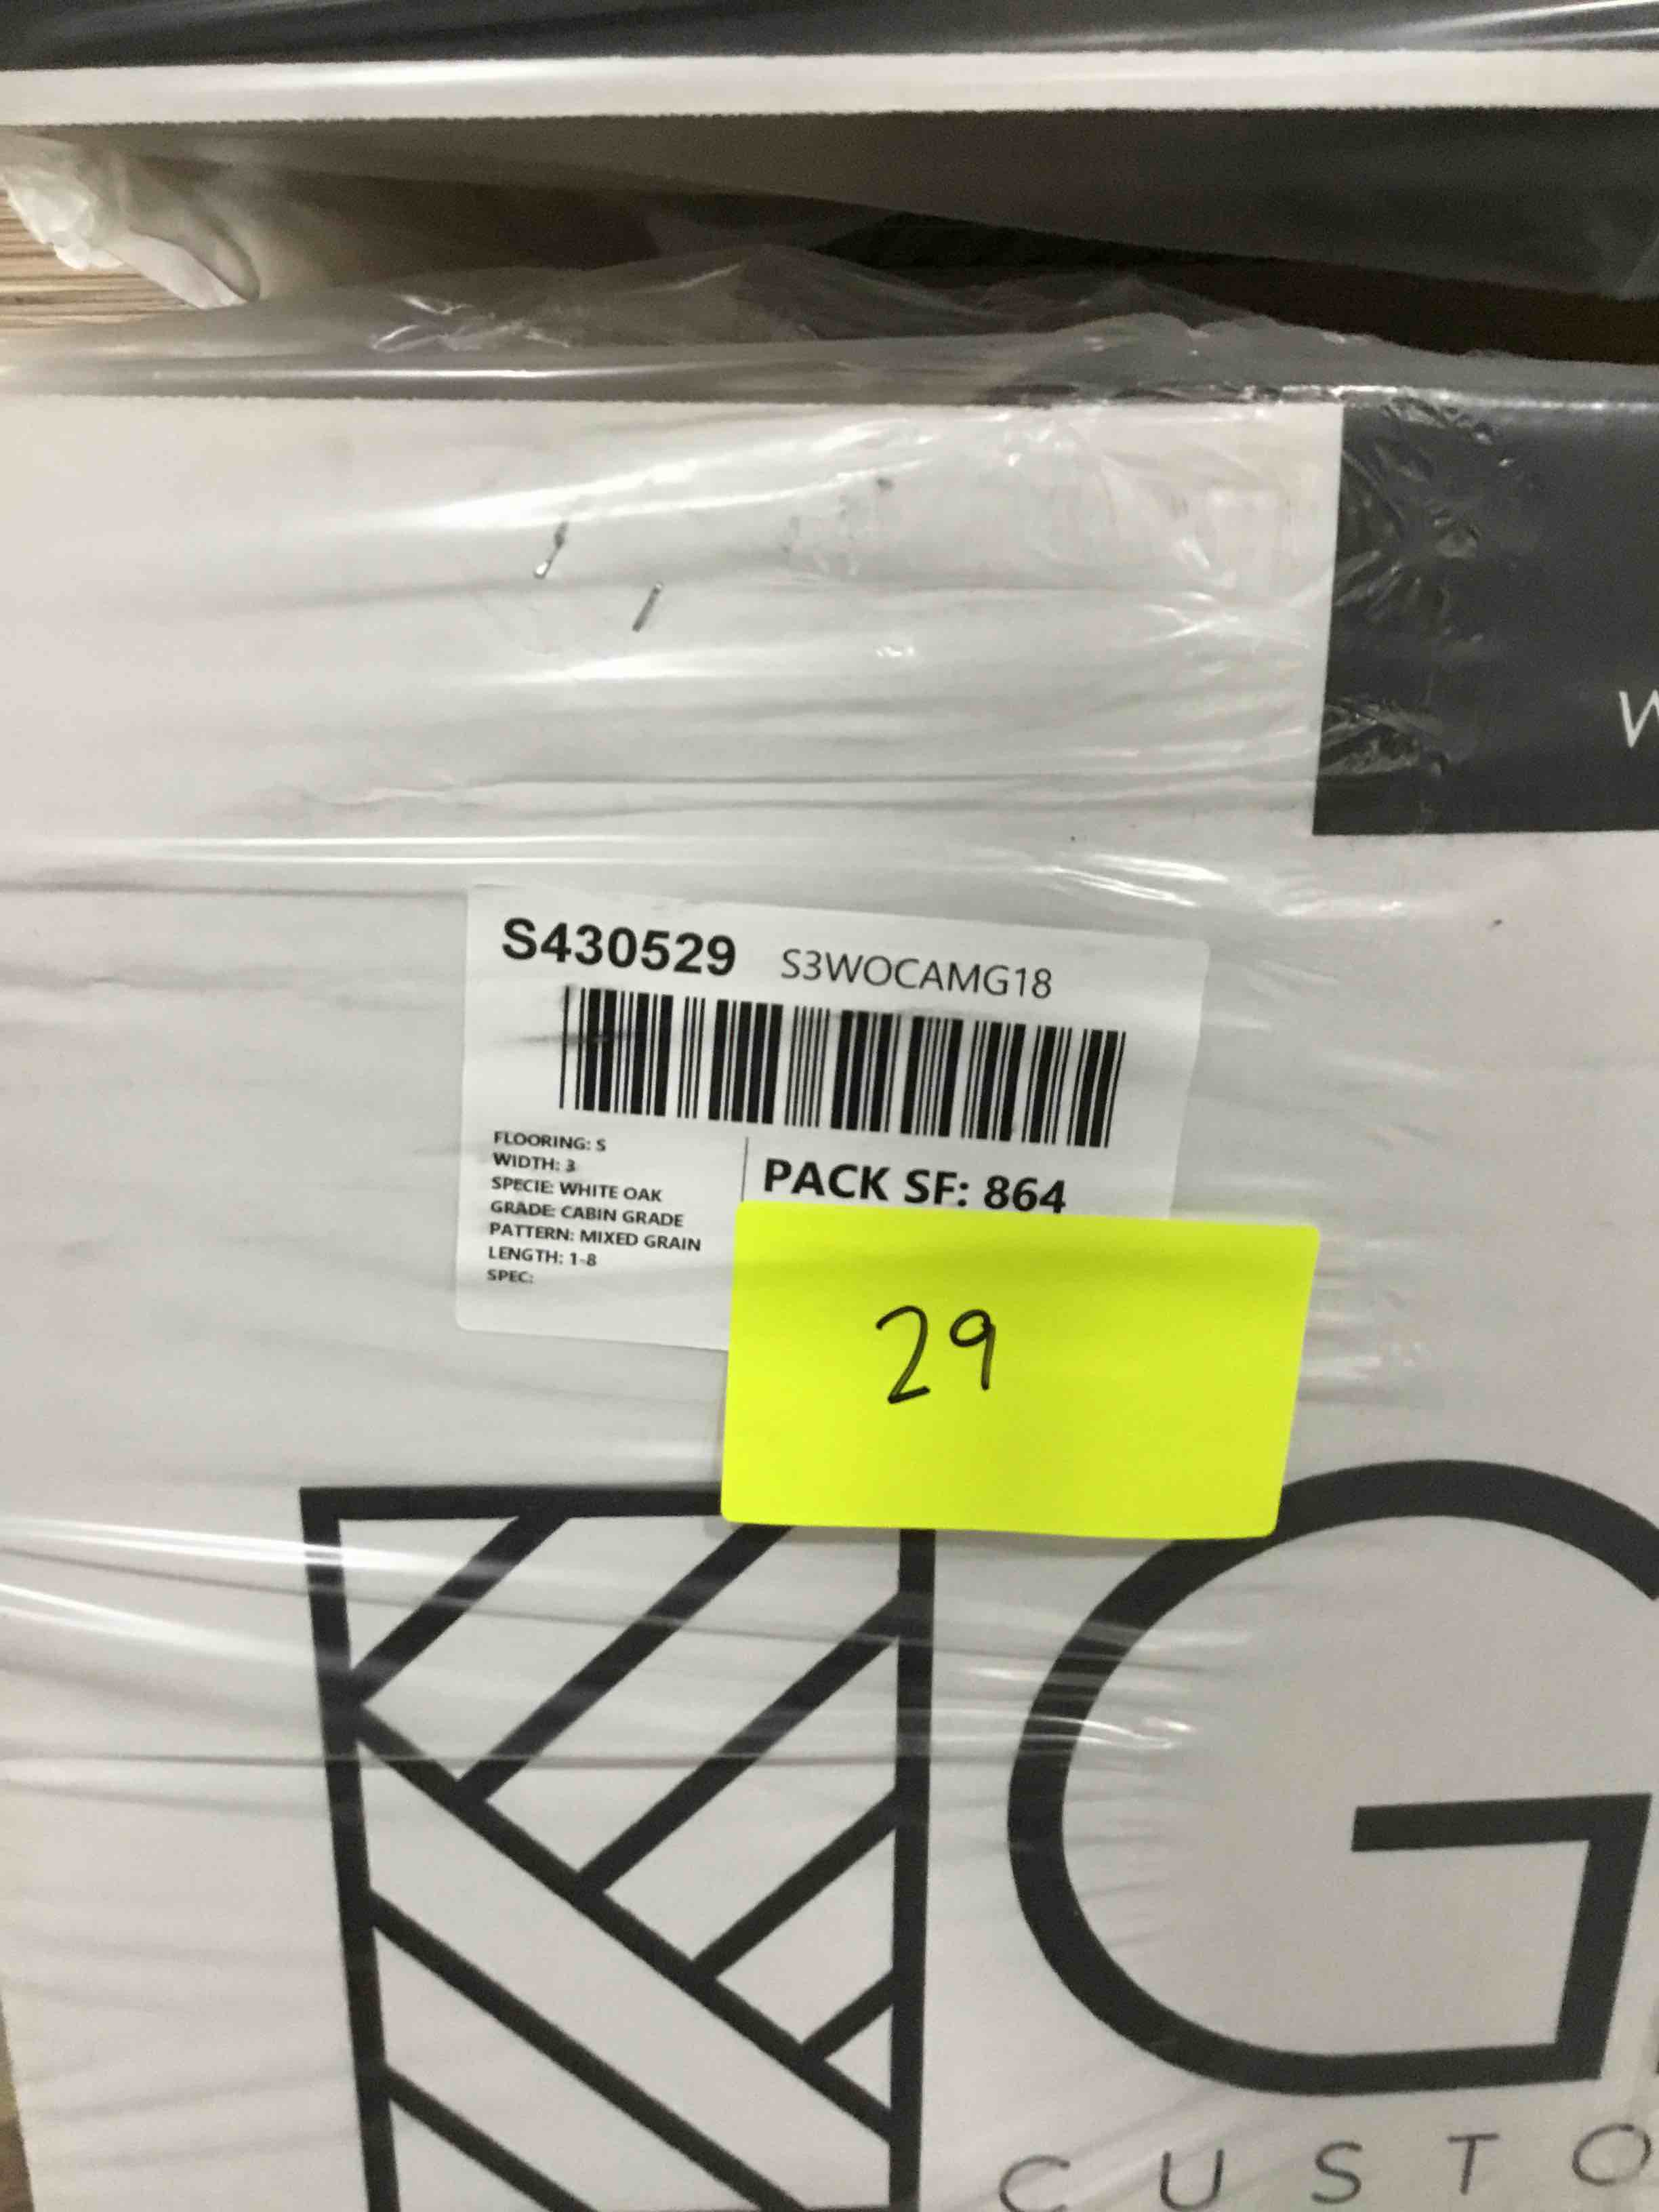 W
S430529 S3WOCAMG18
FLOORING: S
WIDTH: 3
SPECIE: WHITE OAK
GRADE: CABIN GRADE
PATTERN: MIXED GRAIN
LENGTH: 1-8
SPEC:
PACK SF: 864
29
G
CUSTO